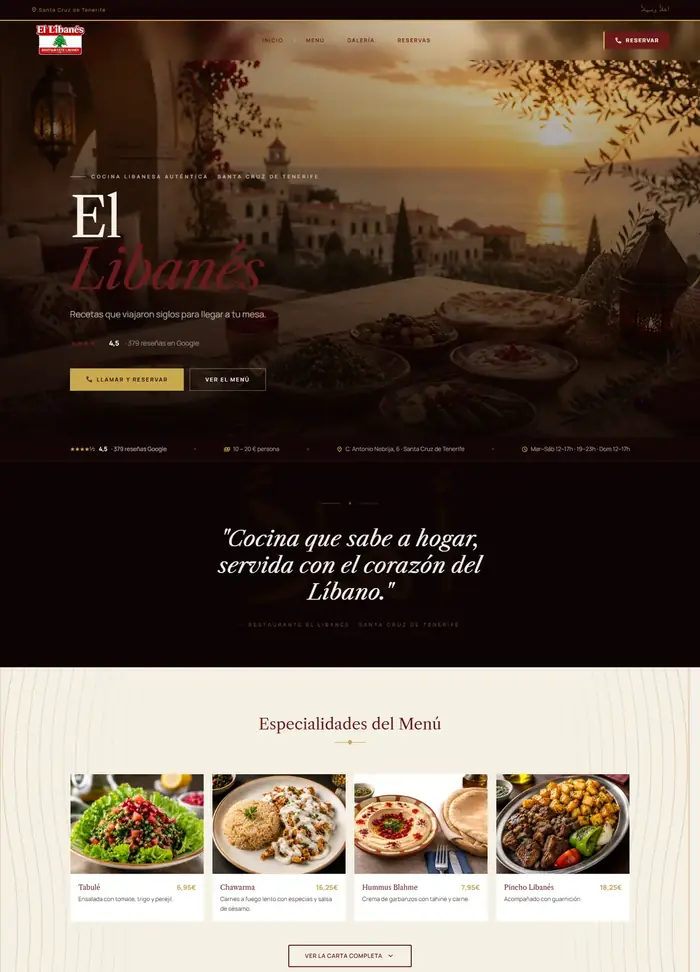 Santa Cruz de Tenerife
أهلاً وسهلاً
El Libanés
RESTAURANTE LIBANÉS
INICIO
MENÚ
GALERÍA
RESERVAS
RESERVAR
COCINA LIBANESA AUTÉNTICA · SANTA CRUZ DE TENERIFE
El
Libanés
Recetas que viajaron siglos para llegar a tu mesa.
4,5 · 379 reseñas en Google
LLAMAR Y RESERVAR
VER EL MENÚ
★★★★½ 4,5 · 379 reseñas Google
10 – 20 € persona
C. Antonio Nebrija, 6 · Santa Cruz de Tenerife
Mar–Sáb 12–17h · 19–23h · Dom 12–17h
"Cocina que sabe a hogar,
servida con el corazón del
Líbano."
RESTAURANTE EL LIBANÉS · SANTA CRUZ DE TENERIFE
Especialidades del Menú
Tabulé 6,95€
Ensalada con tomate, trigo y perejil.
Chawarma 16,25€
Carnes a fuego lento con especias y salsa
de sésamo.
Hummus Blahme 7,95€
Crema de garbanzos con tahine y carne.
Pincho Libanés 18,25€
Acompañado con guarnición.
VER LA CARTA COMPLETA